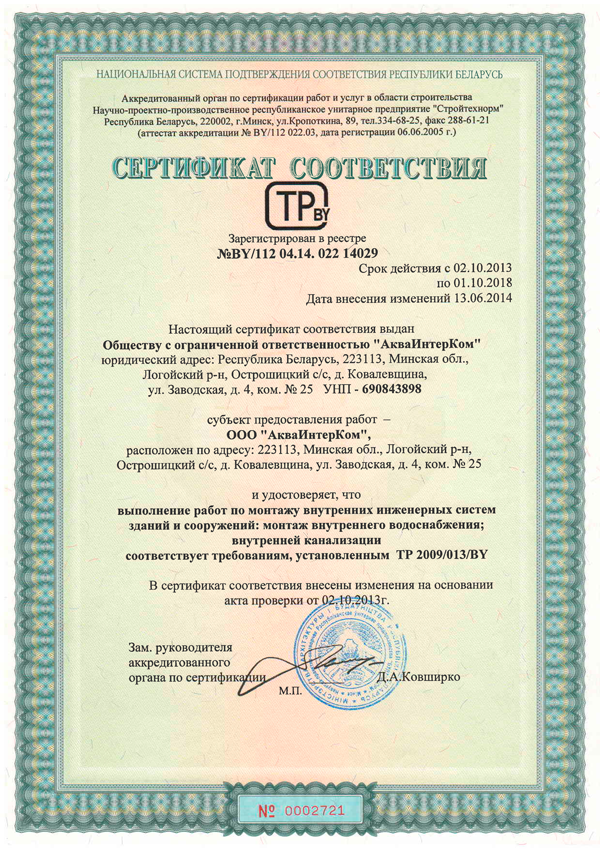 НАЦИОНАЛЬНАЯ СИСТЕМА ПОДТВЕРЖДЕНИЯ СООТВЕТСТВИЯ РЕСПУБЛИКИ БЕЛАРУСЬ
Аккредитованный орган по сертификации работ и услуг в области строительства
Научно-проектно-производственное республиканское унитарное предприятие "Стройтехнорм"
Республика Беларусь, 220002, г.Минск, ул.Кропоткина, 89, тел.334-68-25, факс 288-61-21
(аттестат аккредитации № BY/112 022.03, дата регистрации 06.06.2005 г.)
СЕРТИФИКАТ СООТВЕТСТВИЯ
ТР BY
Зарегистрирован в реестре
№BY/112 04.14. 022 14029
Срок действия с 02.10.2013
по 01.10.2018
Дата внесения изменений 13.06.2014
Настоящий сертификат соответствия выдан
Обществу с ограниченной ответственностью "АкваИнтерКом"
юридический адрес: Республика Беларусь, 223113, Минская обл.,
Логойский р-н, Острошицкий с/с, д. Ковалевщина,
ул. Заводская, д. 4, ком. № 25 УНП - 690843898
субъект предоставления работ –
ООО "АкваИнтерКом",
расположен по адресу: 223113, Минская обл., Логойский р-н,
Острошицкий с/с, д. Ковалевщина, ул. Заводская, д. 4, ком. № 25
и удостоверяет, что
выполнение работ по монтажу внутренних инженерных систем
зданий и сооружений: монтаж внутреннего водоснабжения;
внутренней канализации
соответствует требованиям, установленным ТР 2009/013/BY
В сертификат соответствия внесены изменения на основании
акта проверки от 02.10.2013г.
Зам. руководителя
аккредитованного
органа по сертификации
Д.А.Ковширко
М.П.
№ 0002721